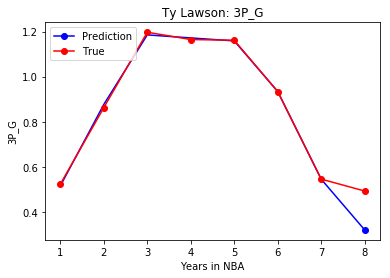 Ty Lawson: 3P_G
Prediction
True
1.2
1.0
0.8
0.6
0.4
3P_G
1 2 3 4 5 6 7 8
Years in NBA